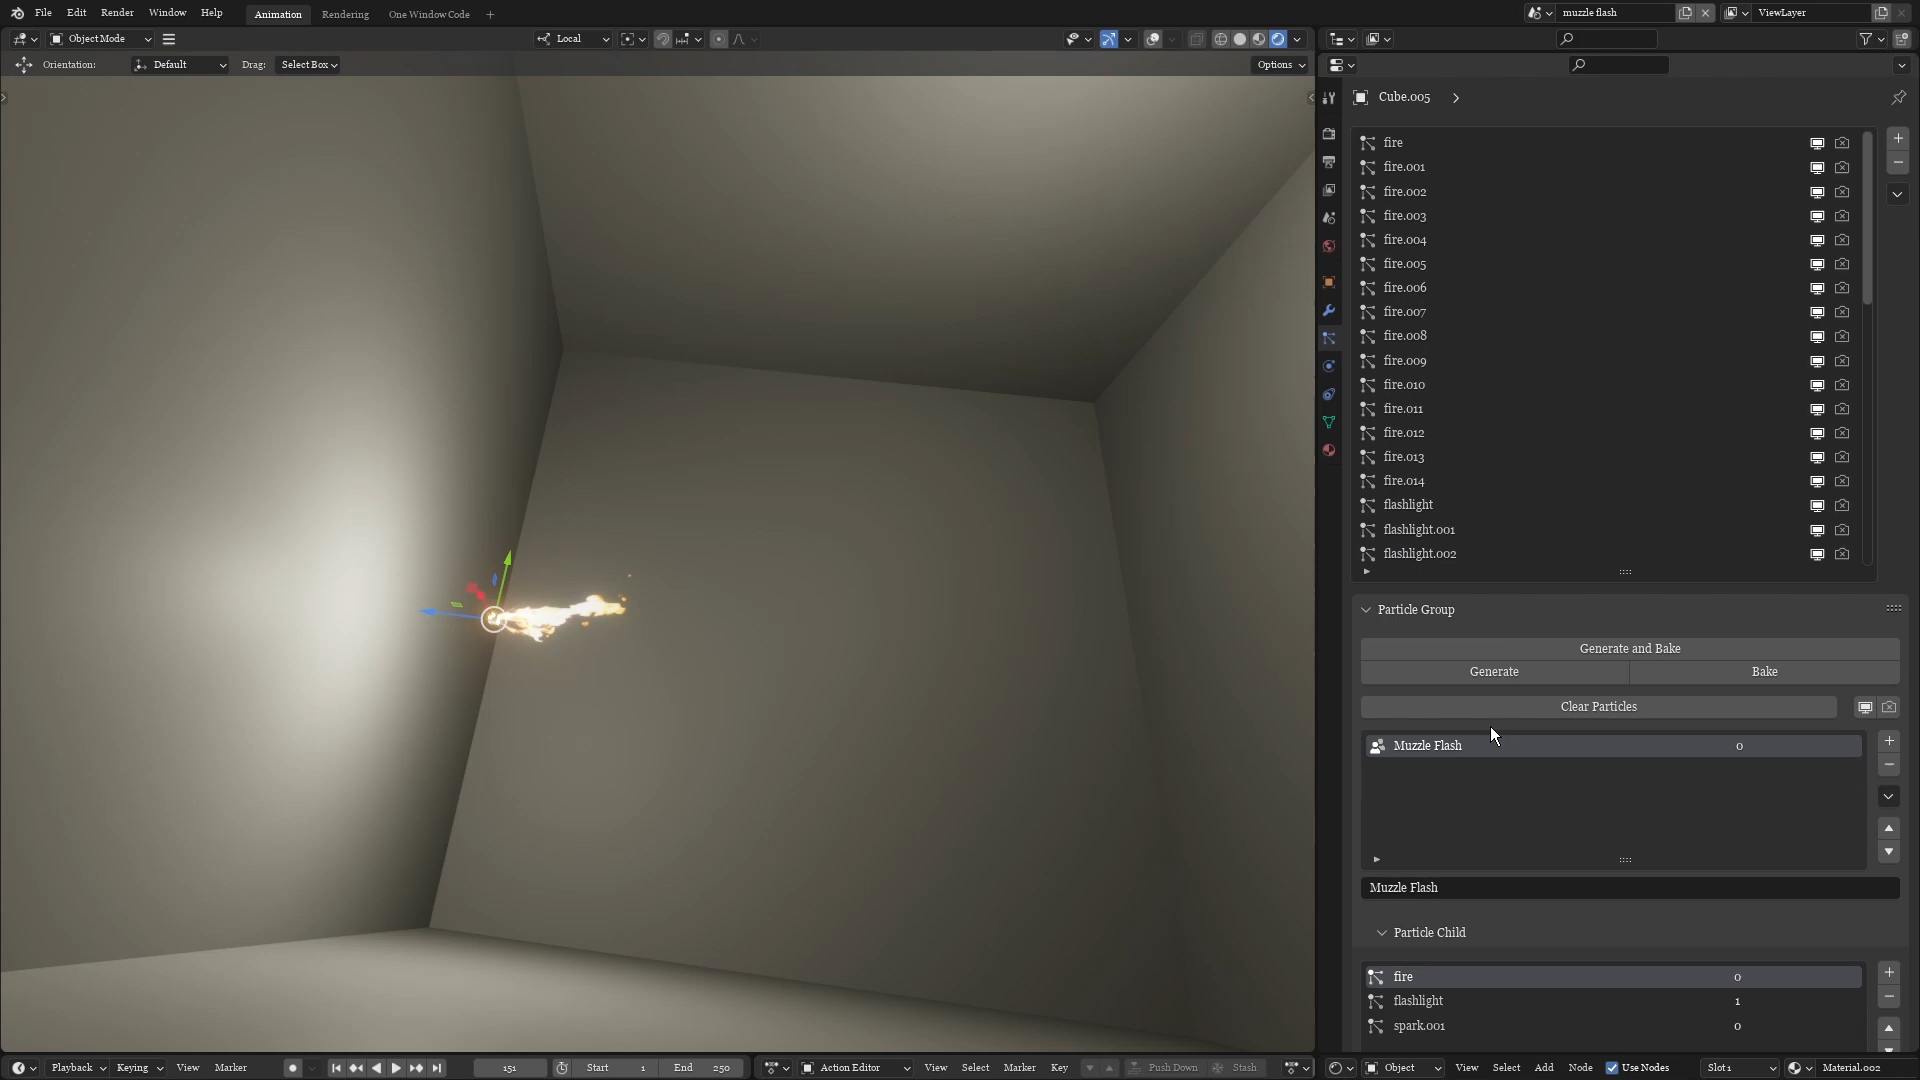 File Edit Render Window Help Animation Rendering One Window Code muzzle flash ViewLayer
Object Mode Local
Orientation: Default Drag: Select Box Options
Cube.005
fire
fire.001
fire.002
fire.003
fire.004
fire.005
fire.006
fire.007
fire.008
fire.009
fire.010
fire.011
fire.012
fire.013
fire.014
flashlight
flashlight.001
flashlight.002
Particle Group
Generate and Bake
Generate Bake
Clear Particles
Muzzle Flash 0
Muzzle Flash
Particle Child
fire 0
flashlight 1
spark.001 0
Playback Keying View Marker 151 Start 1 End 250 Action Editor View Select Marker Key Push Down Stash Object View Select Add Node Use Nodes Slot 1 Material.002